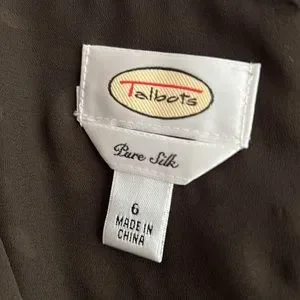 Talbots
Pure Silk
6
MADE IN
CHINA